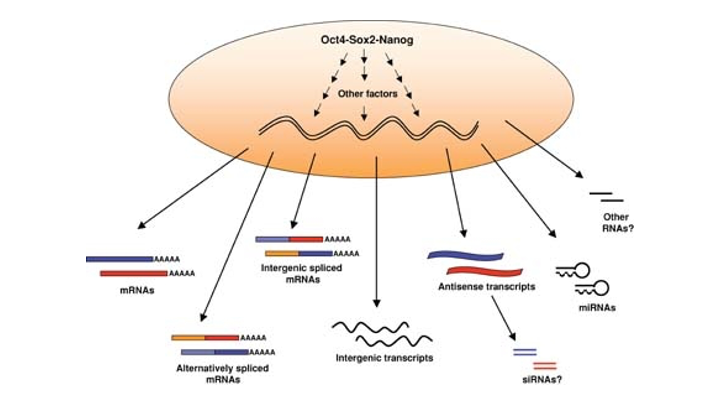 Oct4-Sox2-Nanog
Other factors
Other
RNAs?
AAAAA
AAAAA
mRNAs
AAAAA
AAAAA
Intergenic spliced
mRNAs
Antisense transcripts
miRNAs
AAAAA
AAAAA
Alternatively spliced
mRNAs
Intergenic transcripts
siRNAs?